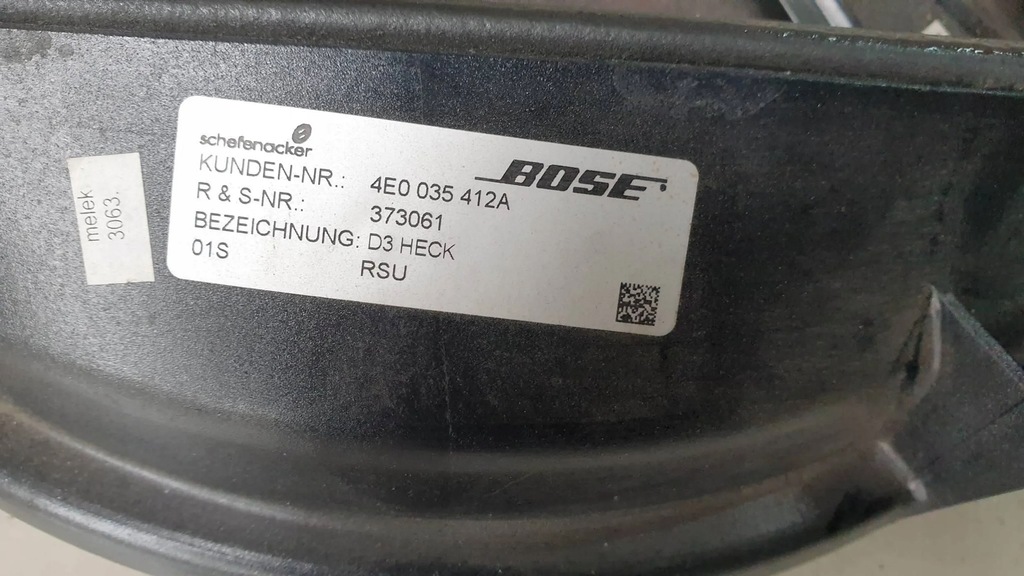 schefenacker
BOSE
KUNDEN-NR.: 4E0 035 412A
R & S-NR.: 373061
BEZEICHNUNG: D3 HECK
01S RSU
melek
3063.